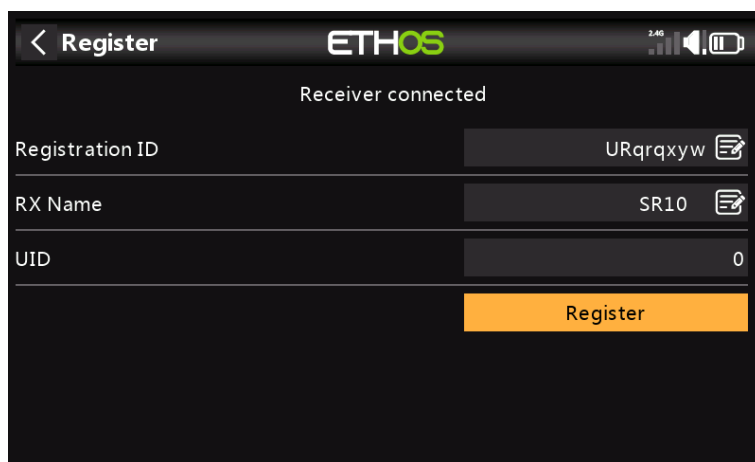 Register
ETHOS
2.4G
Receiver connected
Registration ID
URqrqxyw
RX Name
SR10
UID
0
Register